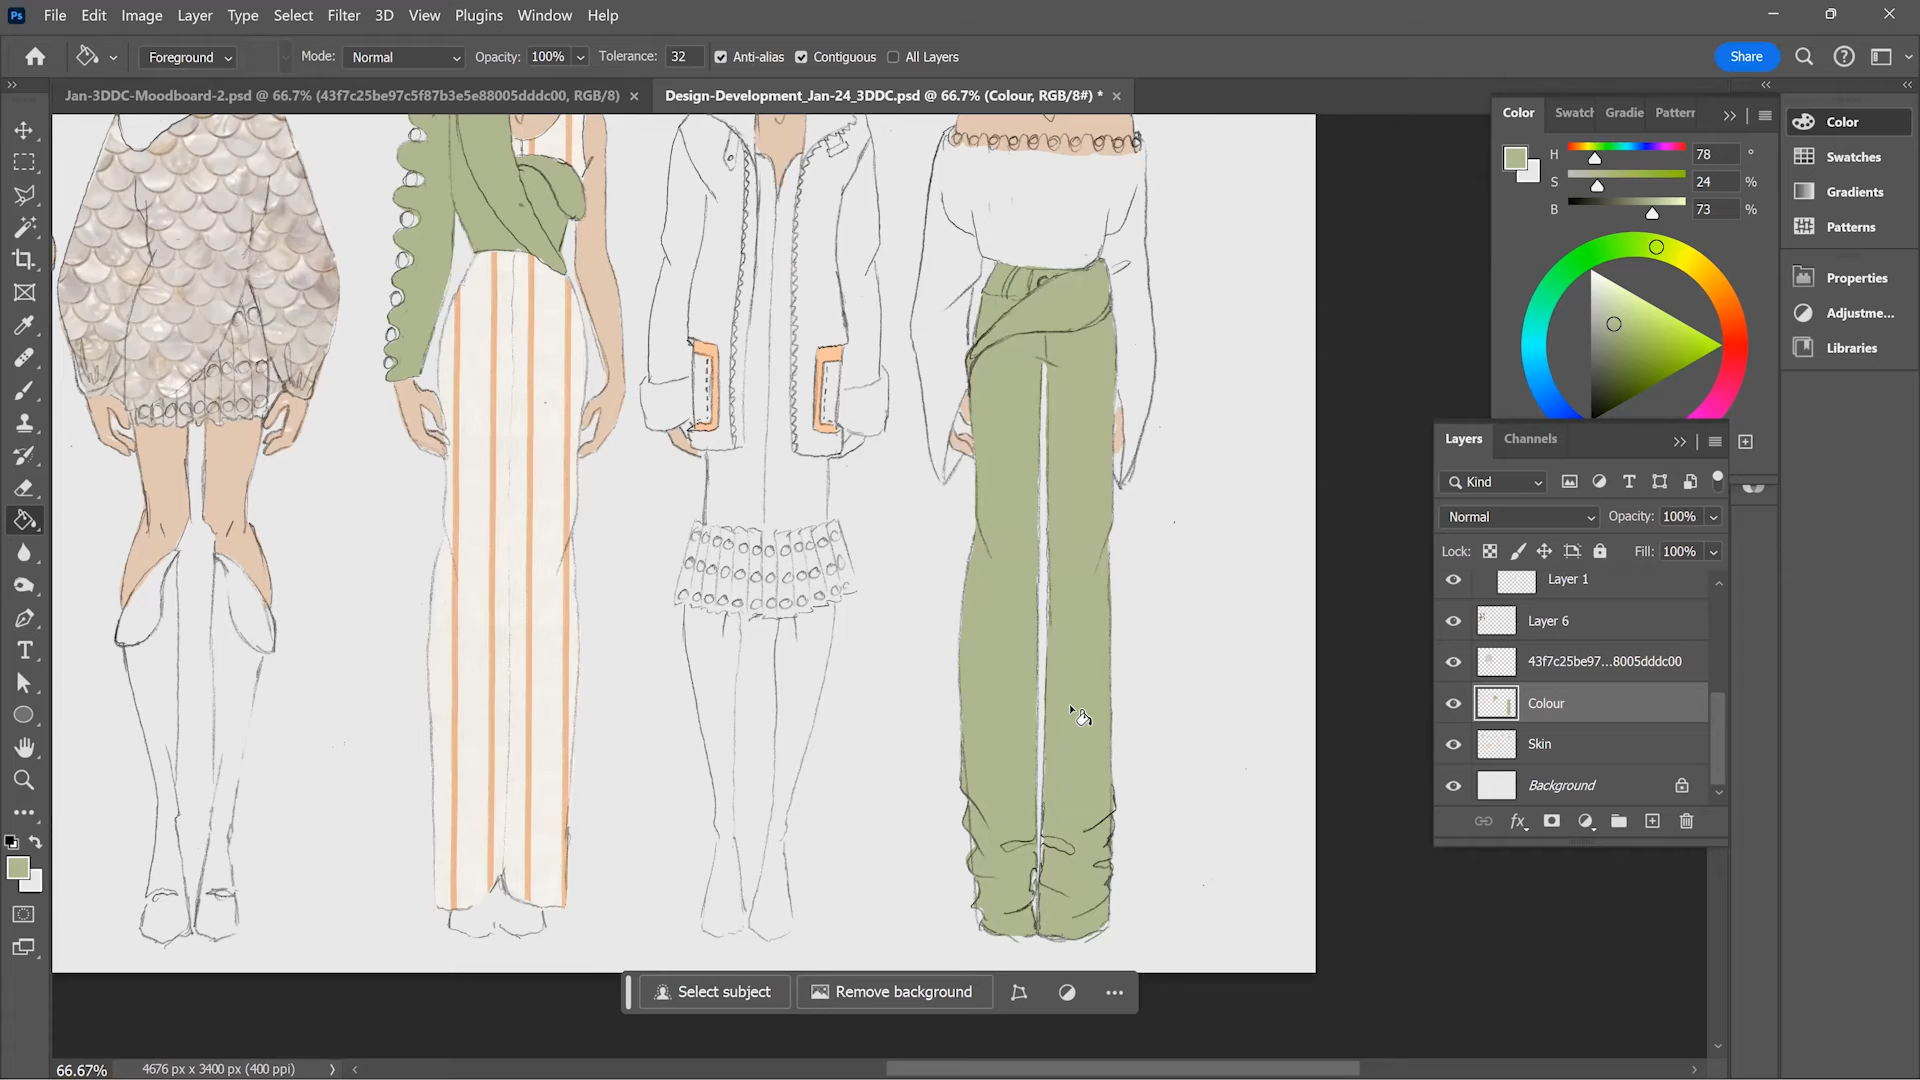 Ps File Edit Image Layer Type Select Filter 3D View Plugins Window Help
Foreground Mode: Normal Opacity: 100% Tolerance: 32 Anti-alias Contiguous All Layers Share
Jan-3DDC-Moodboard-2.psd @ 66.7% (43f7c25be97c5f87b3e5e88005dddc00, RGB/8) Design-Development_Jan-24_3DDC.psd @ 66.7% (Colour, RGB/8#) *
Color Swatch Gradie Pattern
H 78 °
S 24 %
B 73 %
Color
Swatches
Gradients
Patterns
Properties
Adjustme...
Libraries
Layers Channels
Kind
Normal Opacity: 100%
Lock: Fill: 100%
Layer 1
Layer 6
43f7c25be97...8005dddc00
Colour
Skin
Background
fx
Select subject Remove background
66.67% 4676 px x 3400 px (400 ppi)